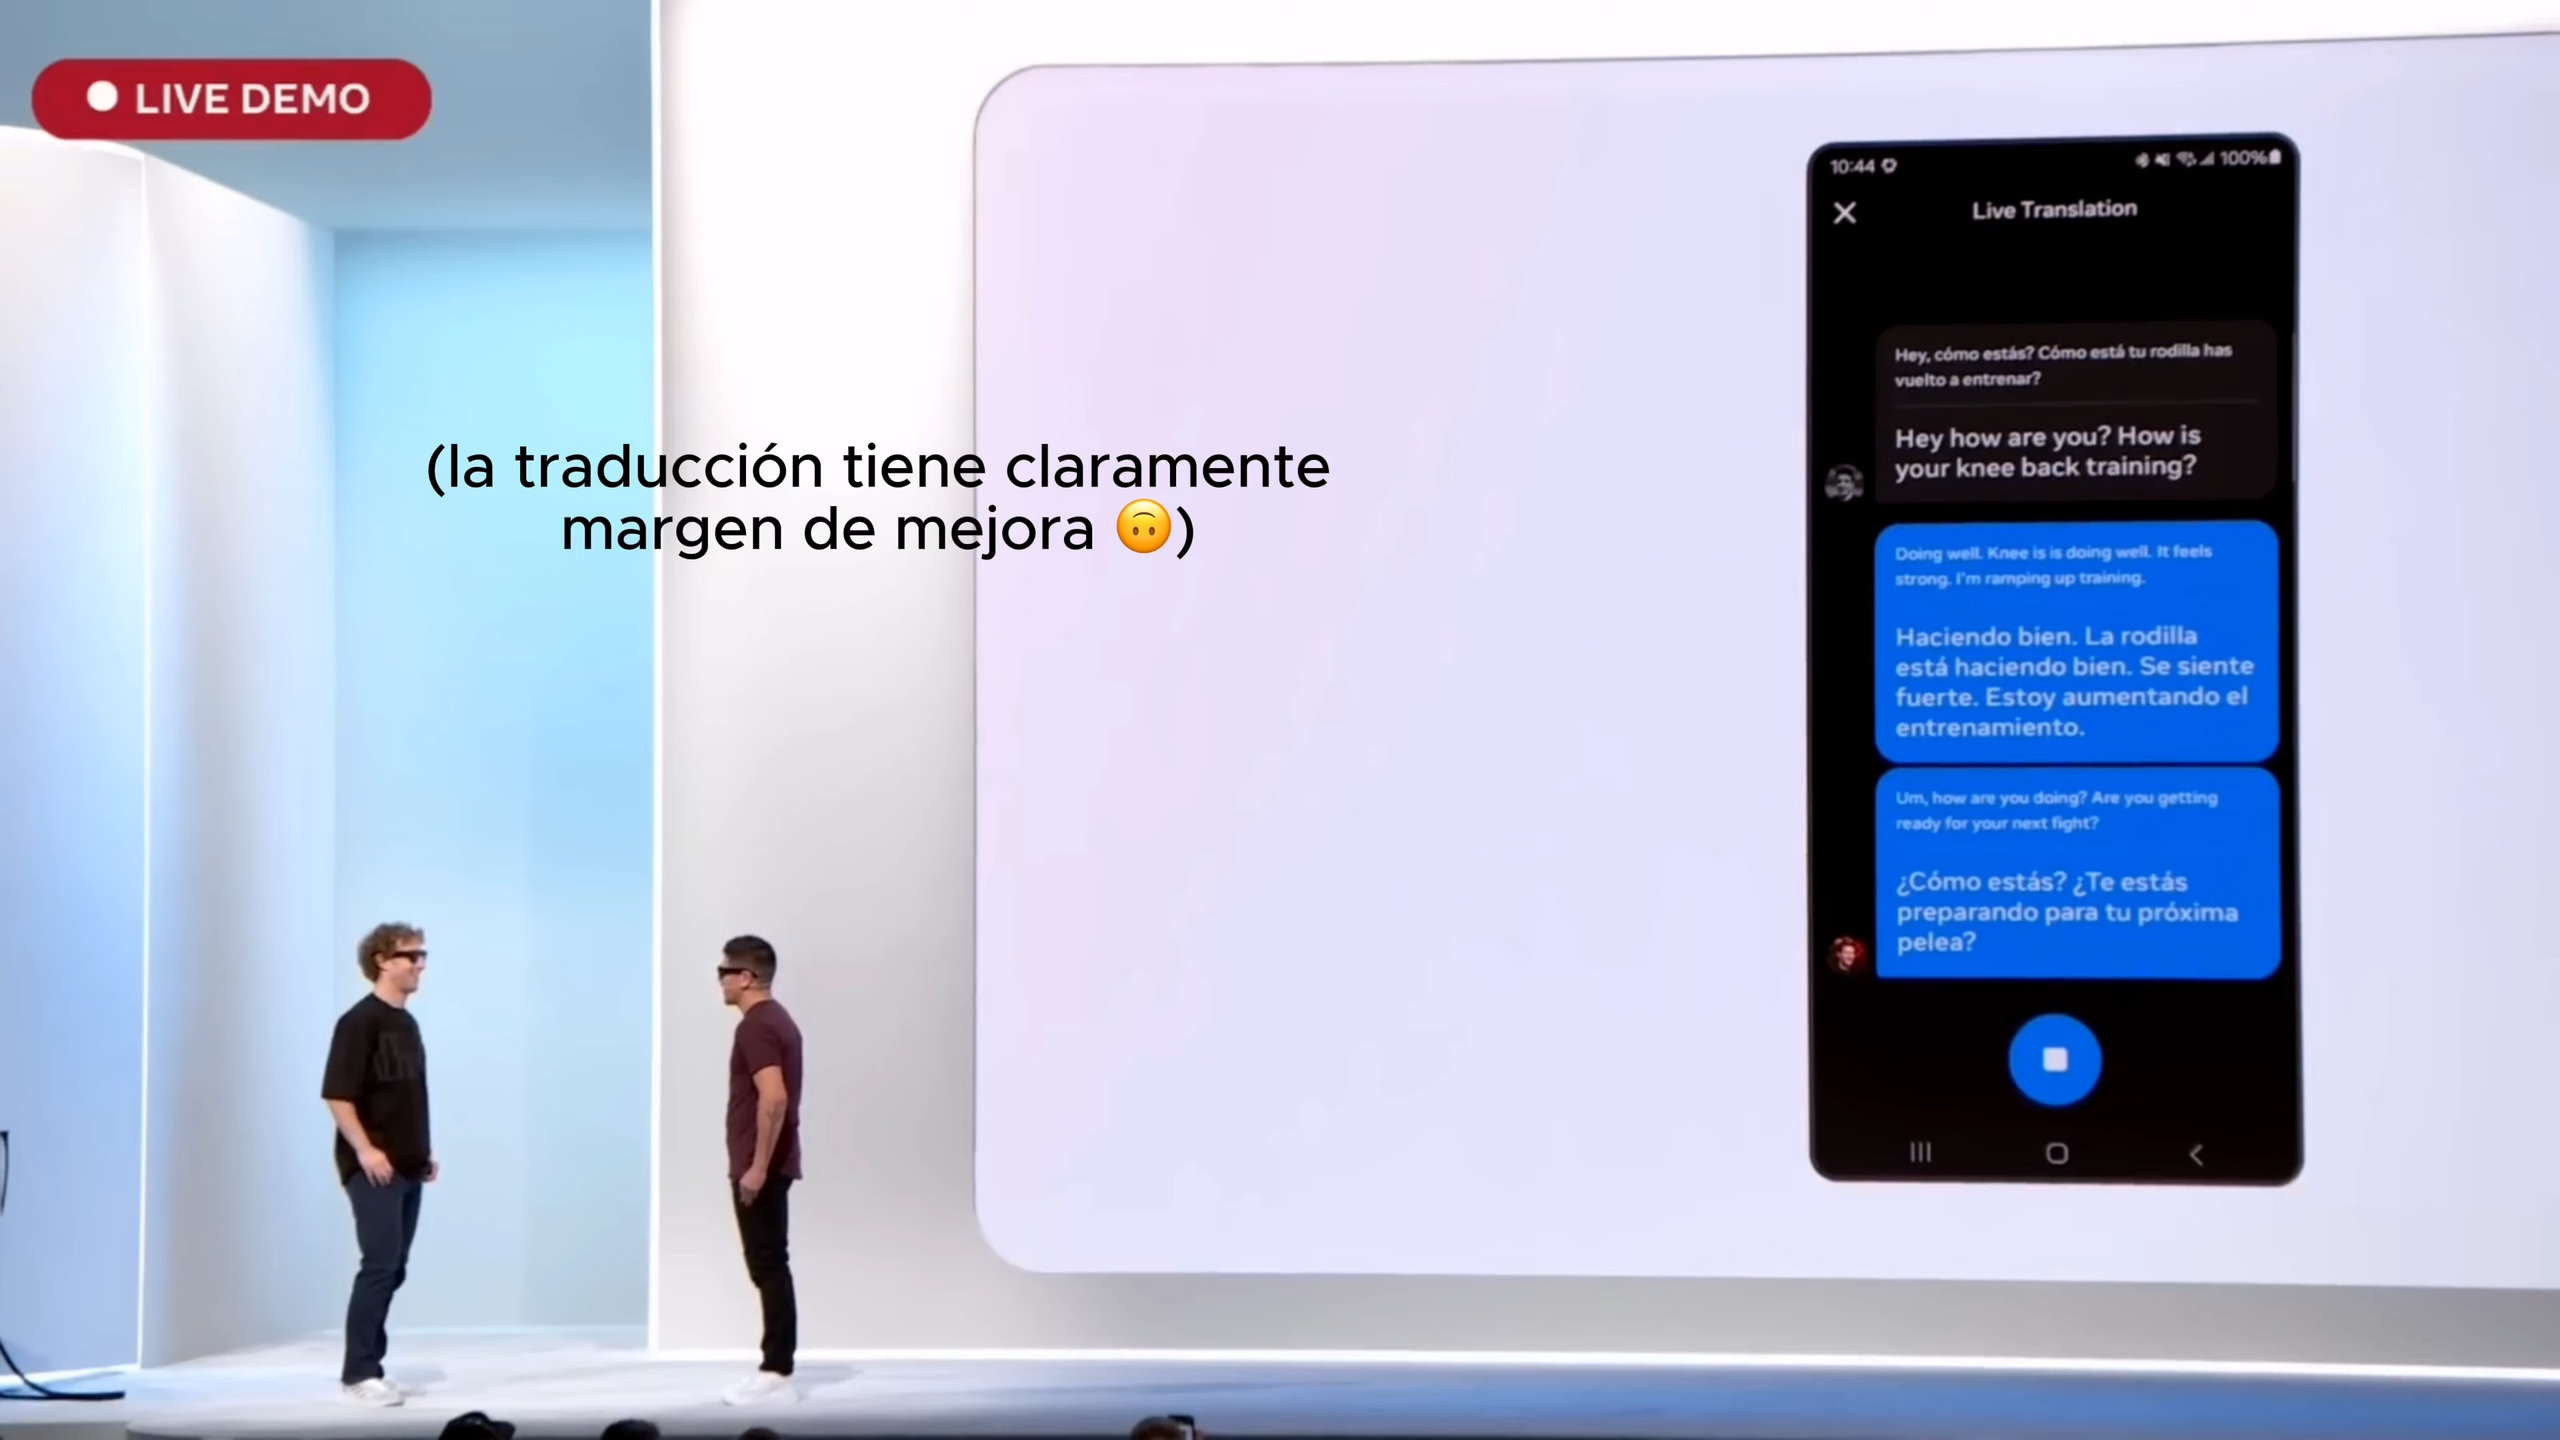 LIVE DEMO
(la traducción tiene claramente
margen de mejora 🙃)
10:44
100%
Live Translation
Hey, cómo estás? Cómo está tu rodilla has
vuelto a entrenar?
Hey how are you? How is
your knee back training?
Doing well. Knee is is doing well. It feels
strong. I'm ramping up training.
Haciendo bien. La rodilla
está haciendo bien. Se siente
fuerte. Estoy aumentando el
entrenamiento.
Um, how are you doing? Are you getting
ready for your next fight?
¿Cómo estás? ¿Te estás
preparando para tu próxima
pelea?